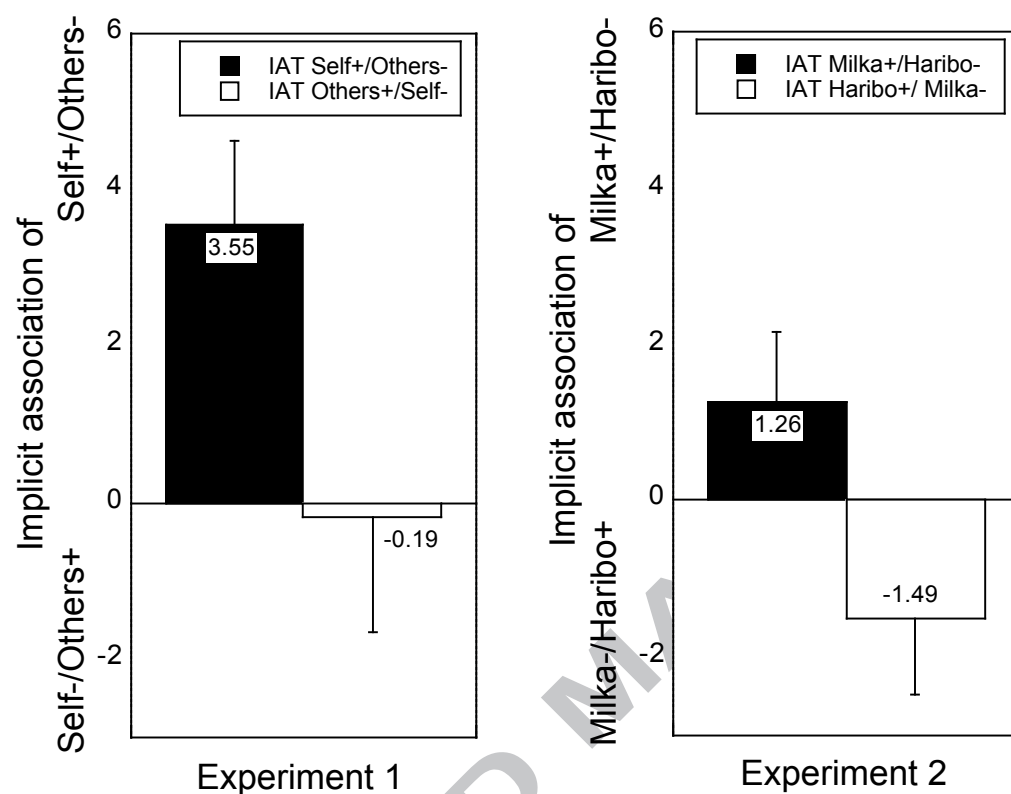 Implicit association of
Self-/Others+
Self+/Others-
6
4
2
0
-2
IAT Self+/Others-
IAT Others+/Self-
3.55
-0.19
Experiment 1
Implicit association of
Milka-/Haribo+
Milka+/Haribo-
6
4
2
0
-2
IAT Milka+/Haribo-
IAT Haribo+/ Milka-
1.26
-1.49
Experiment 2